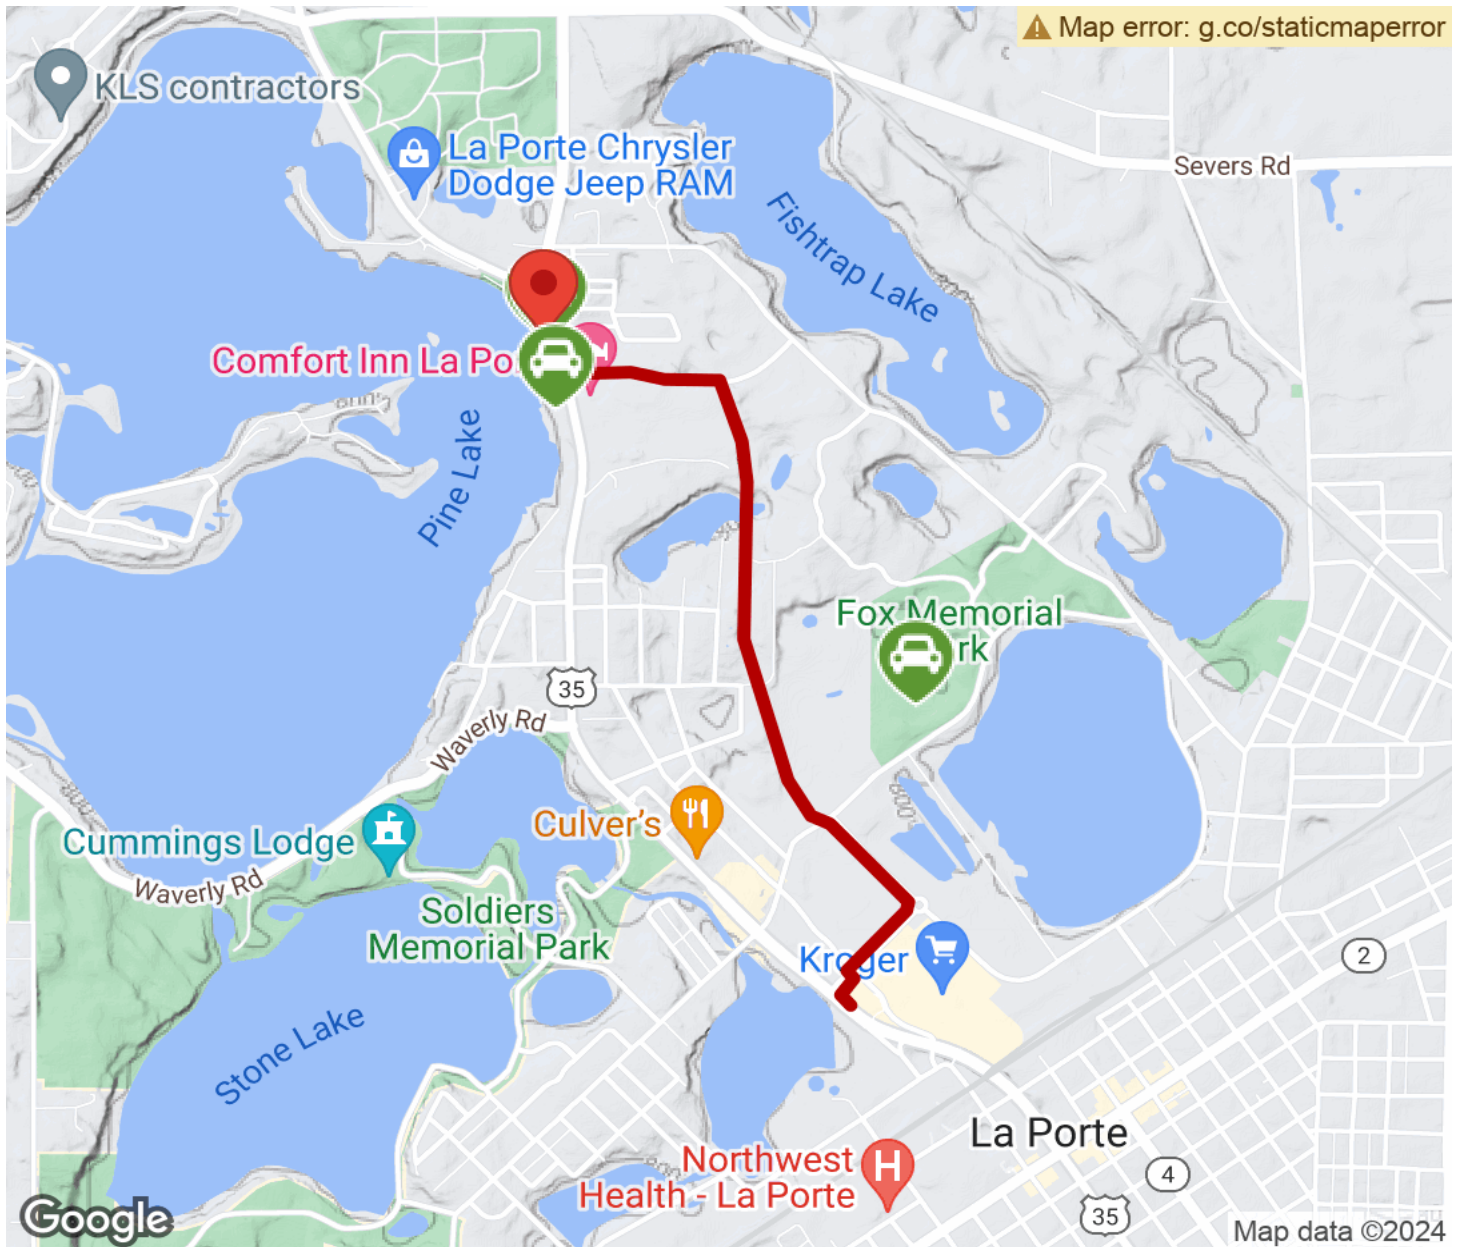 Map error: g.co/staticmaperror
KLS contractors
La Porte Chrysler
Dodge Jeep RAM
Severs Rd
Fishtrap Lake
Comfort Inn La Po
Pine Lake
Fox Memorial
rk
35
Waverly Rd
800
Culver's
Cummings Lodge
Waverly Rd
Soldiers
Memorial Park
Kroger
2
Stone Lake
La Porte
Northwest
Health - La Porte
H
4
35
Google
Map data ©2024